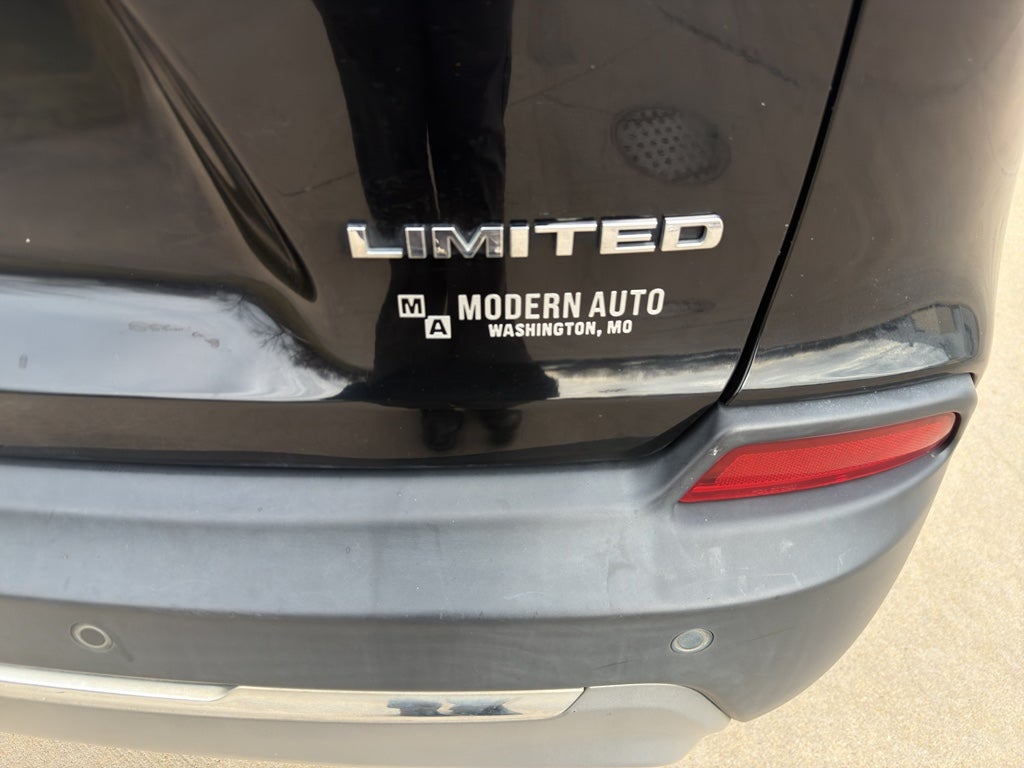 LIMITED
M
A
MODERN AUTO
WASHINGTON, MO